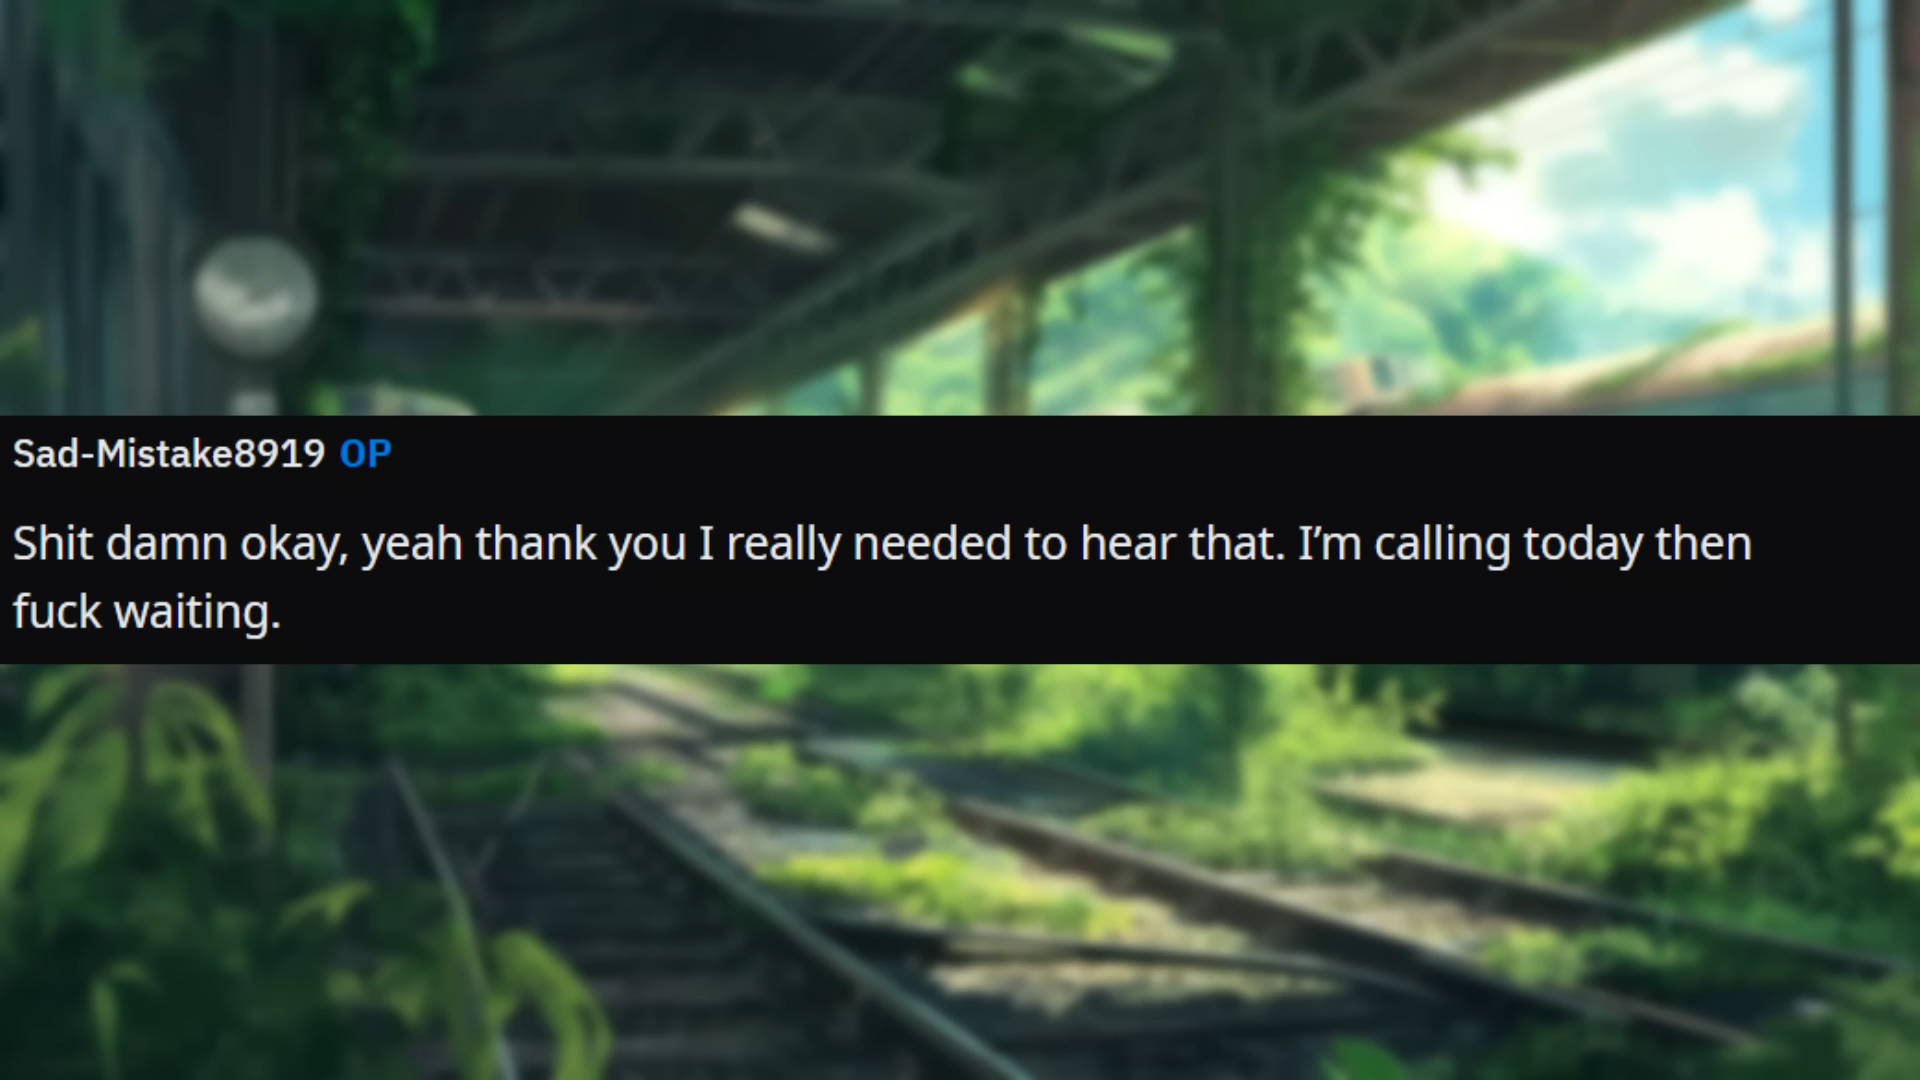 Sad-Mistake8919 OP
Shit damn okay, yeah thank you I really needed to hear that. I’m calling today then
fuck waiting.